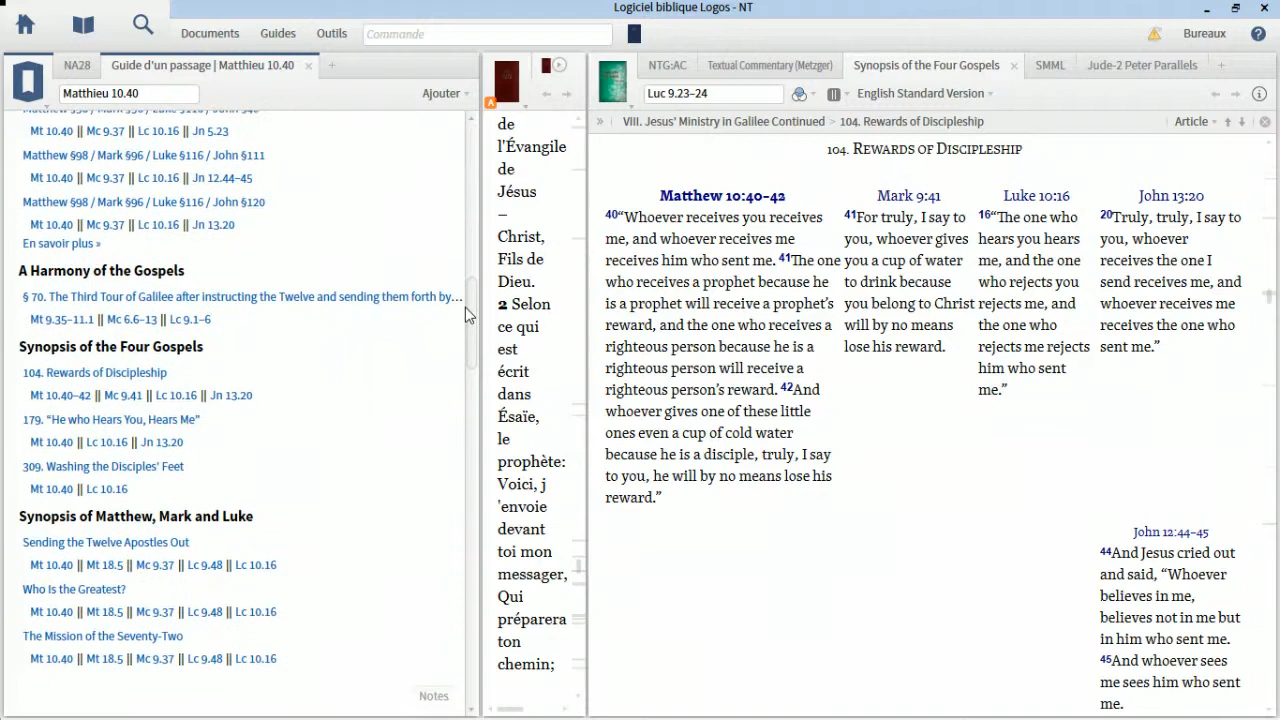 Logiciel biblique Logos - NT
Documents
Guides
Outils
Commande
Bureaux
NA28
Guide d'un passage | Matthieu 10.40
Matthieu 10.40
Ajouter
Mt 10.40 || Mc 9.37 || Lc 10.16 || Jn 5.23
Matthew §98 / Mark §96 / Luke §116 / John §111
Mt 10.40 || Mc 9.37 || Lc 10.16 || Jn 12.44–45
Matthew §98 / Mark §96 / Luke §116 / John §120
Mt 10.40 || Mc 9.37 || Lc 10.16 || Jn 13.20
En savoir plus »
A Harmony of the Gospels
§ 70. The Third Tour of Galilee after instructing the Twelve and sending them forth by...
Mt 9.35–11.1 || Mc 6.6–13 || Lc 9.1–6
Synopsis of the Four Gospels
104. Rewards of Discipleship
Mt 10.40–42 || Mc 9.41 || Lc 10.16 || Jn 13.20
179. “He who Hears You, Hears Me”
Mt 10.40 || Lc 10.16 || Jn 13.20
309. Washing the Disciples’ Feet
Mt 10.40 || Lc 10.16
Synopsis of Matthew, Mark and Luke
Sending the Twelve Apostles Out
Mt 10.40 || Mt 18.5 || Mc 9.37 || Lc 9.48 || Lc 10.16
Who Is the Greatest?
Mt 10.40 || Mt 18.5 || Mc 9.37 || Lc 9.48 || Lc 10.16
The Mission of the Seventy-Two
Mt 10.40 || Mt 18.5 || Mc 9.37 || Lc 9.48 || Lc 10.16
Notes
A
de
l'Évangile
de
Jésus
–
Christ,
Fils de
Dieu.
2 Selon
ce qui
est
écrit
dans
Ésaïe,
le
prophète:
Voici, j
'envoie
devant
toi mon
messager,
Qui
préparera
ton
chemin;
NTG:AC
Textual Commentary (Metzger)
Synopsis of the Four Gospels
SMML
Jude-2 Peter Parallels
Luc 9.23–24
English Standard Version
» VIII. Jesus’ Ministry in Galilee Continued > 104. Rewards of Discipleship
Article
104. REWARDS OF DISCIPLESHIP
Matthew 10:40–42
40“Whoever receives you receives
me, and whoever receives me
receives him who sent me. 41The one
who receives a prophet because he
is a prophet will receive a prophet’s
reward, and the one who receives a
righteous person because he is a
righteous person will receive a
righteous person’s reward. 42And
whoever gives one of these little
ones even a cup of cold water
because he is a disciple, truly, I say
to you, he will by no means lose his
reward.”
Mark 9:41
41For truly, I say to
you, whoever gives
you a cup of water
to drink because
you belong to Christ
will by no means
lose his reward.
Luke 10:16
16“The one who
hears you hears
me, and the one
who rejects you
rejects me, and
the one who
rejects me rejects
him who sent
me.”
John 13:20
20Truly, truly, I say to
you, whoever
receives the one I
send receives me, and
whoever receives me
receives the one who
sent me.”
John 12:44–45
44And Jesus cried out
and said, “Whoever
believes in me,
believes not in me but
in him who sent me.
45And whoever sees
me sees him who sent
me.